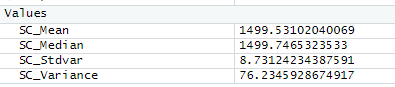 Values
SC_Mean 1499.53102040069
SC_Median 1499.7465323533
SC_Stdvar 8.73124234387591
SC_Variance 76.2345928674917